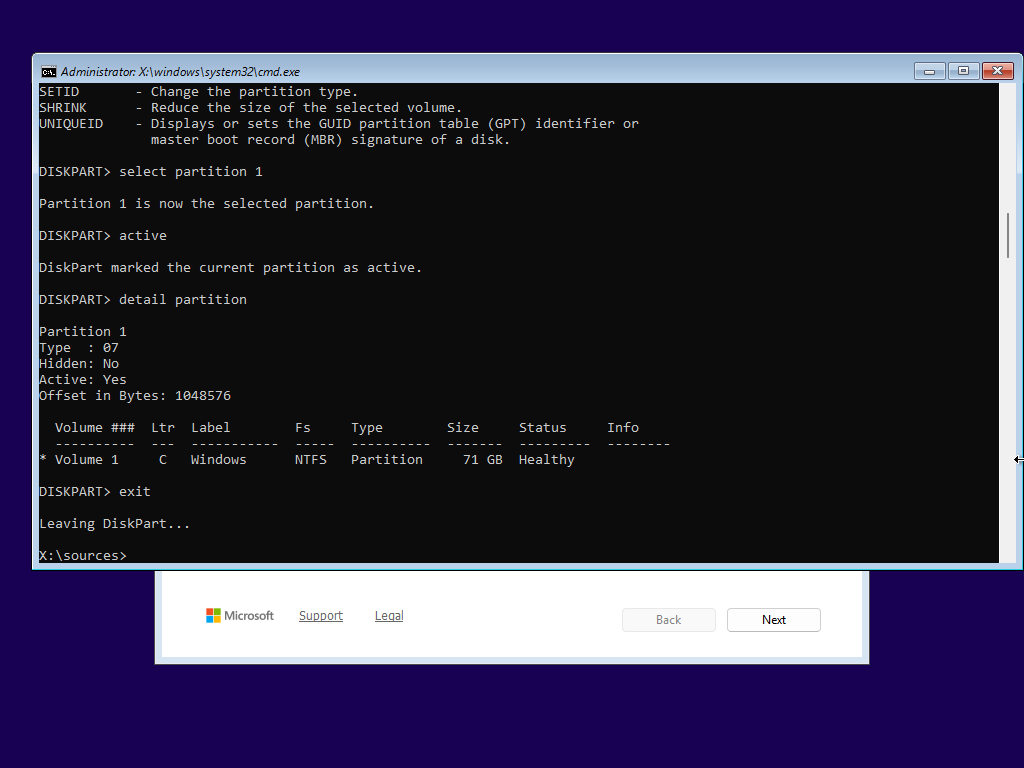 Administrator: X:\windows\system32\cmd.exe
SETID       - Change the partition type.
SHRINK      - Reduce the size of the selected volume.
UNIQUEID    - Displays or sets the GUID partition table (GPT) identifier or
              master boot record (MBR) signature of a disk.
DISKPART> select partition 1
Partition 1 is now the selected partition.
DISKPART> active
DiskPart marked the current partition as active.
DISKPART> detail partition
Partition 1
Type  : 07
Hidden: No
Active: Yes
Offset in Bytes: 1048576
  Volume ###  Ltr  Label        Fs     Type        Size     Status     Info
  ----------  ---  -----------  -----  ----------  -------  ---------  --------
* Volume 1     C   Windows      NTFS   Partition     71 GB  Healthy
DISKPART> exit
Leaving DiskPart...
X:\sources>
Microsoft Support Legal Back Next